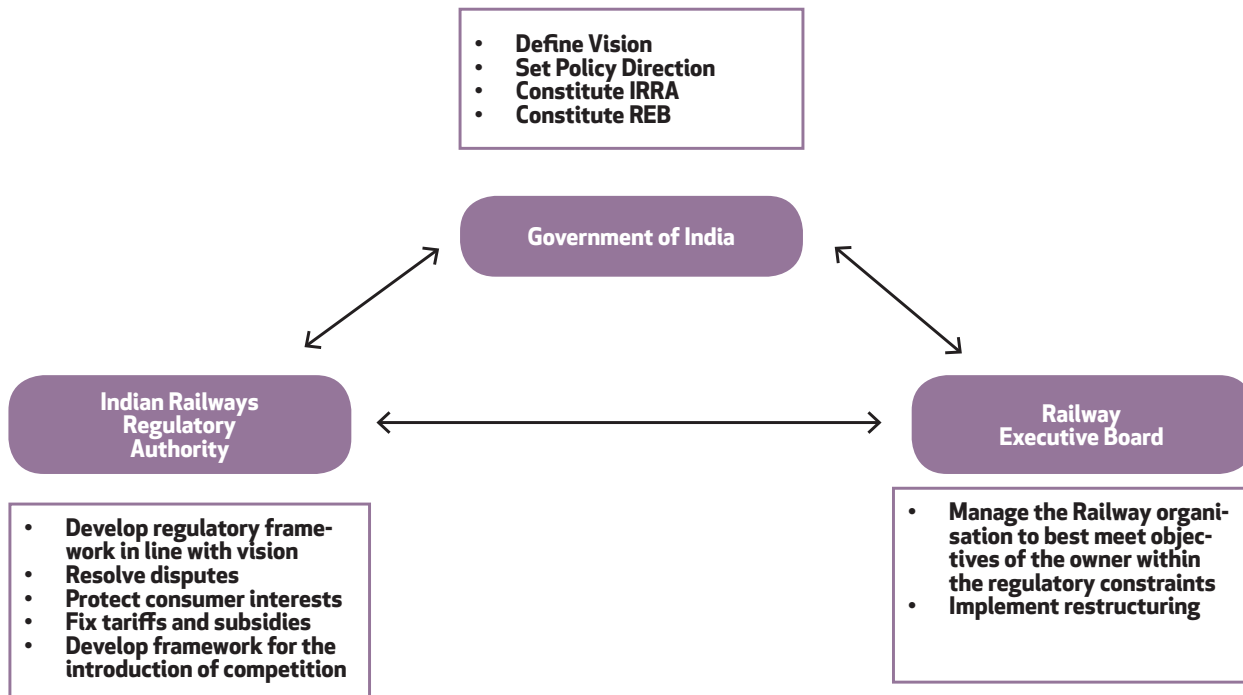 • Define Vision
• Set Policy Direction
• Constitute IRRA
• Constitute REB
Government of India
Indian Railways
Regulatory
Authority
Railway
Executive Board
• Develop regulatory frame-
work in line with vision
• Resolve disputes
• Protect consumer interests
• Fix tariffs and subsidies
• Develop framework for the
introduction of competition
• Manage the Railway organi-
sation to best meet objec-
tives of the owner within
the regulatory constraints
• Implement restructuring